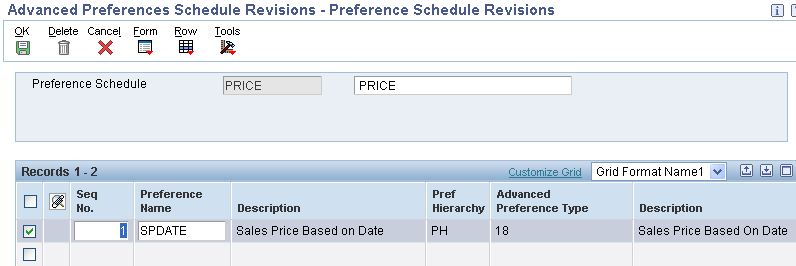 Advanced Preferences Schedule Revisions - Preference Schedule Revisions
OK Delete Cancel Form Row Tools
Preference Schedule PRICE PRICE
Records 1 - 2 Customize Grid Grid Format Name1
Seq No. Preference Name Description Pref Hierarchy Advanced Preference Type Description
1 SPDATE Sales Price Based on Date PH 18 Sales Price Based On Date